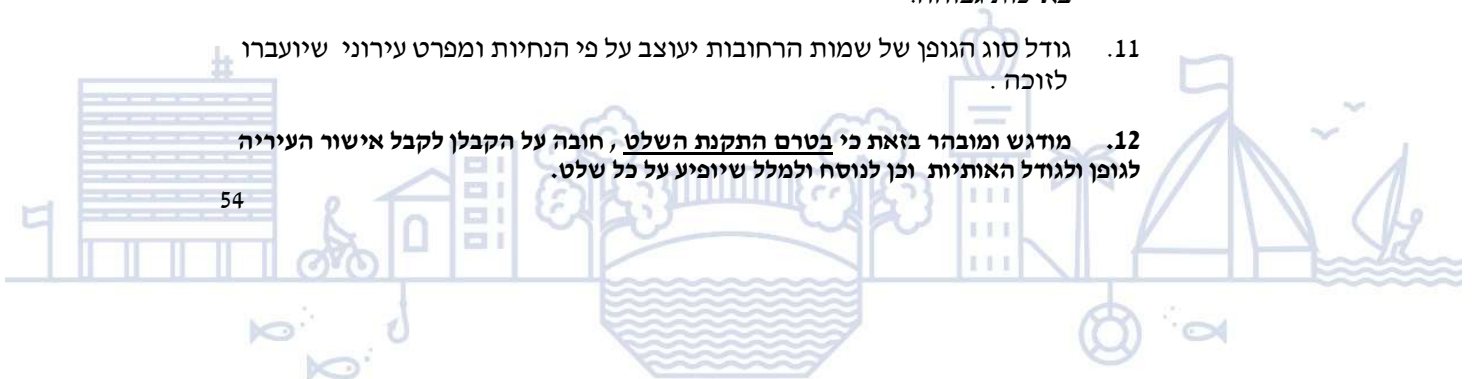 11. גודל סוג הגופן של שמות הרחובות יעוצב על פי הנחיות ומפרט עירוני שיועברו
לזוכה .
12. מודגש ומובהר בזאת כי בטרם התקנת השלט , חובה על הקבלן לקבל אישור העיריה
לגופן ולגודל האותיות וכן לנוסח ולמלל שיופיע על כל שלט.
54